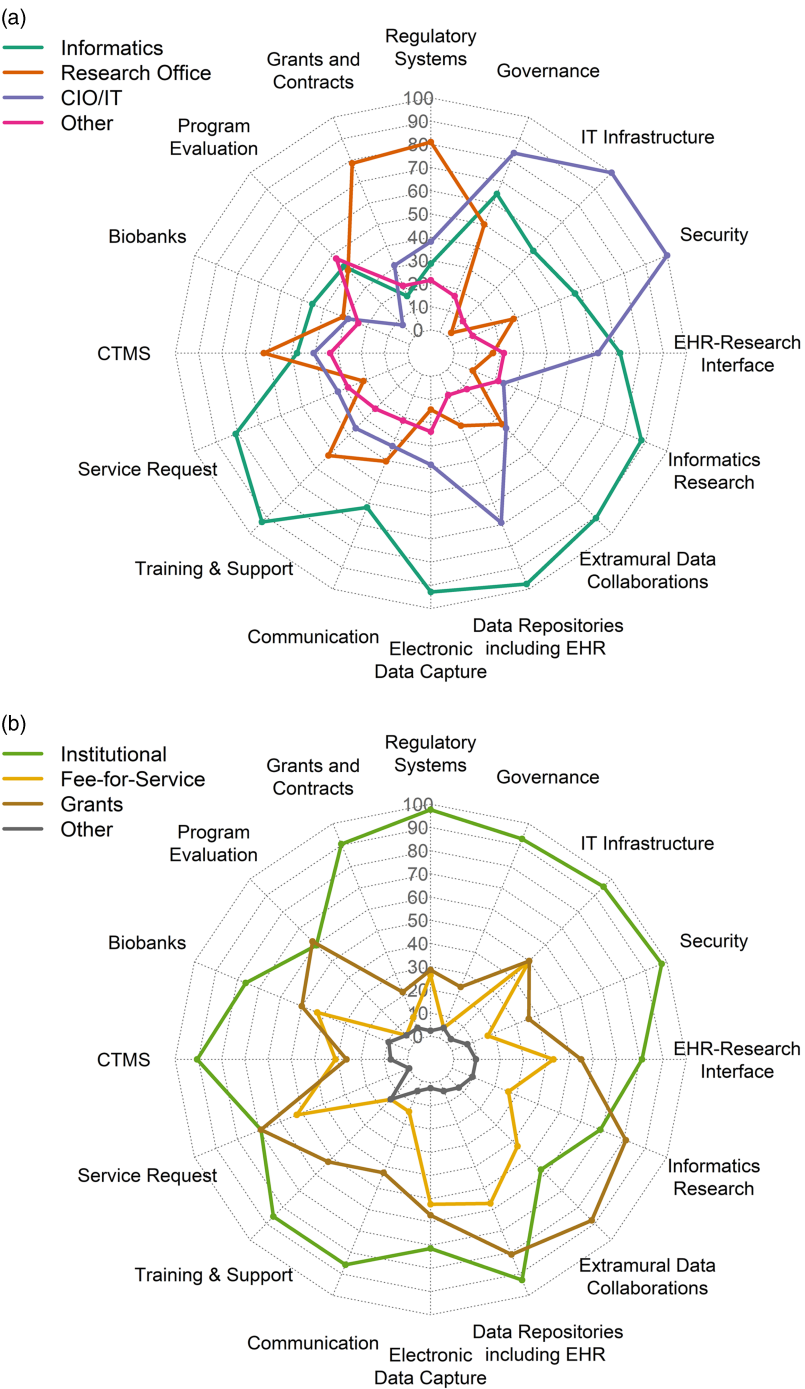 (a)
Informatics
Research Office
CIO/IT
Other
Regulatory
Systems
Governance
IT Infrastructure
Security
EHR-Research
Interface
Informatics
Research
Extramural Data
Collaborations
Data Repositories
including EHR
Electronic
Data Capture
Communication
Training & Support
Service Request
CTMS
Biobanks
Program
Evaluation
Grants and
Contracts
100
90
80
70
60
50
40
30
20
10
0
(b)
Institutional
Fee-for-Service
Grants
Other
Regulatory
Systems
Governance
IT Infrastructure
Security
EHR-Research
Interface
Informatics
Research
Extramural Data
Collaborations
Data Repositories
including EHR
Electronic
Data Capture
Communication
Training & Support
Service Request
CTMS
Biobanks
Program
Evaluation
Grants and
Contracts
100
90
80
70
60
50
40
30
20
10
0